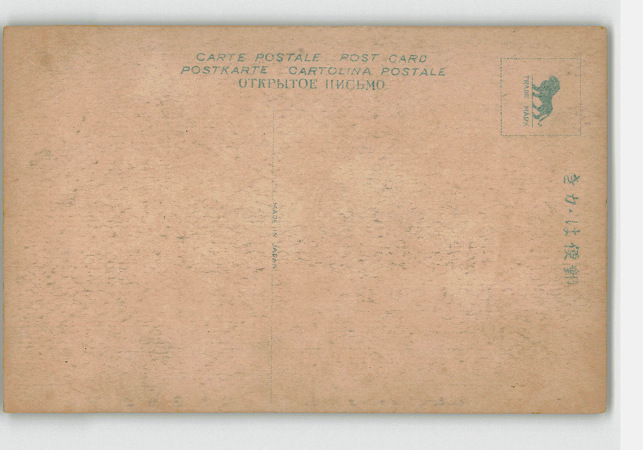 CARTE POSTALE POST CARD
POSTKARTE CARTOLINA POSTALE
ОТКРЫТОЕ ПИСЬМО
TRADE MARK
MADE IN JAPAN
きか・は便郵